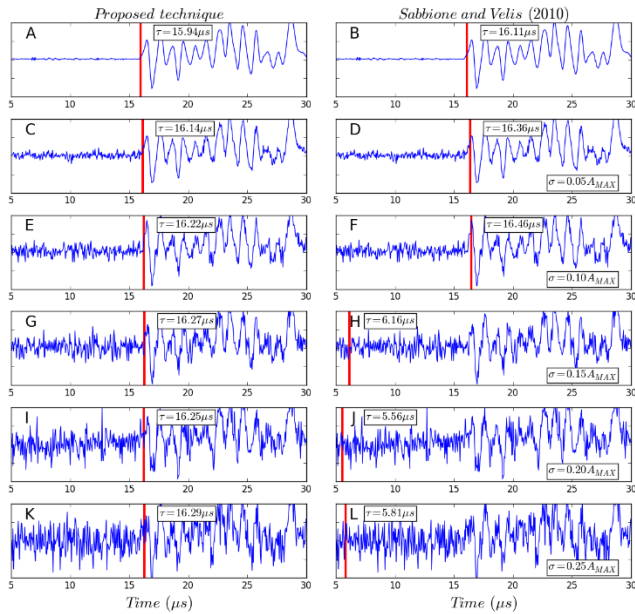 Proposed technique Sabbione and Velis (2010)
A τ=15.94μs B τ=16.11μs
5 10 15 20 25 30 5 10 15 20 25 30
C τ=16.14μs D τ=16.36μs
σ=0.05A_MAX
5 10 15 20 25 30 5 10 15 20 25 30
E τ=16.22μs F τ=16.46μs
σ=0.10A_MAX
5 10 15 20 25 30 5 10 15 20 25 30
G τ=16.27μs H τ=6.16μs
σ=0.15A_MAX
5 10 15 20 25 30 5 10 15 20 25 30
I τ=16.25μs J τ=5.56μs
σ=0.20A_MAX
5 10 15 20 25 30 5 10 15 20 25 30
K τ=16.29μs L τ=5.81μs
σ=0.25A_MAX
5 10 15 20 25 30 5 10 15 20 25 30
Time (μs) Time (μs)